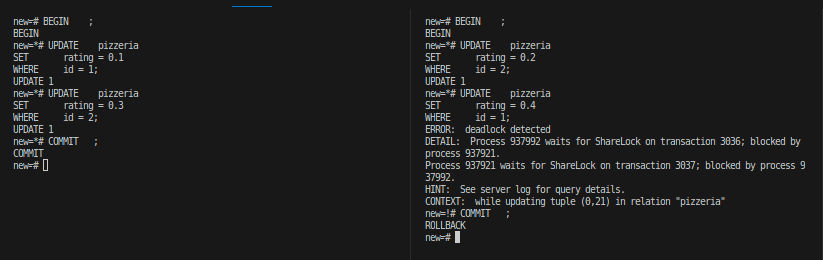 new=# BEGIN    ;
BEGIN
new=*# UPDATE    pizzeria
SET       rating = 0.1
WHERE     id = 1;
UPDATE 1
new=*# UPDATE    pizzeria
SET       rating = 0.3
WHERE     id = 2;
UPDATE 1
new=*# COMMIT   ;
COMMIT
new=#
new=# BEGIN    ;
BEGIN
new=*# UPDATE    pizzeria
SET       rating = 0.2
WHERE     id = 2;
UPDATE 1
new=*# UPDATE    pizzeria
SET       rating = 0.4
WHERE     id = 1;
ERROR:  deadlock detected
DETAIL:  Process 937992 waits for ShareLock on transaction 3036; blocked by
process 937921.
Process 937921 waits for ShareLock on transaction 3037; blocked by process 9
37992.
HINT:  See server log for query details.
CONTEXT:  while updating tuple (0,21) in relation "pizzeria"
new=!# COMMIT   ;
ROLLBACK
new=#